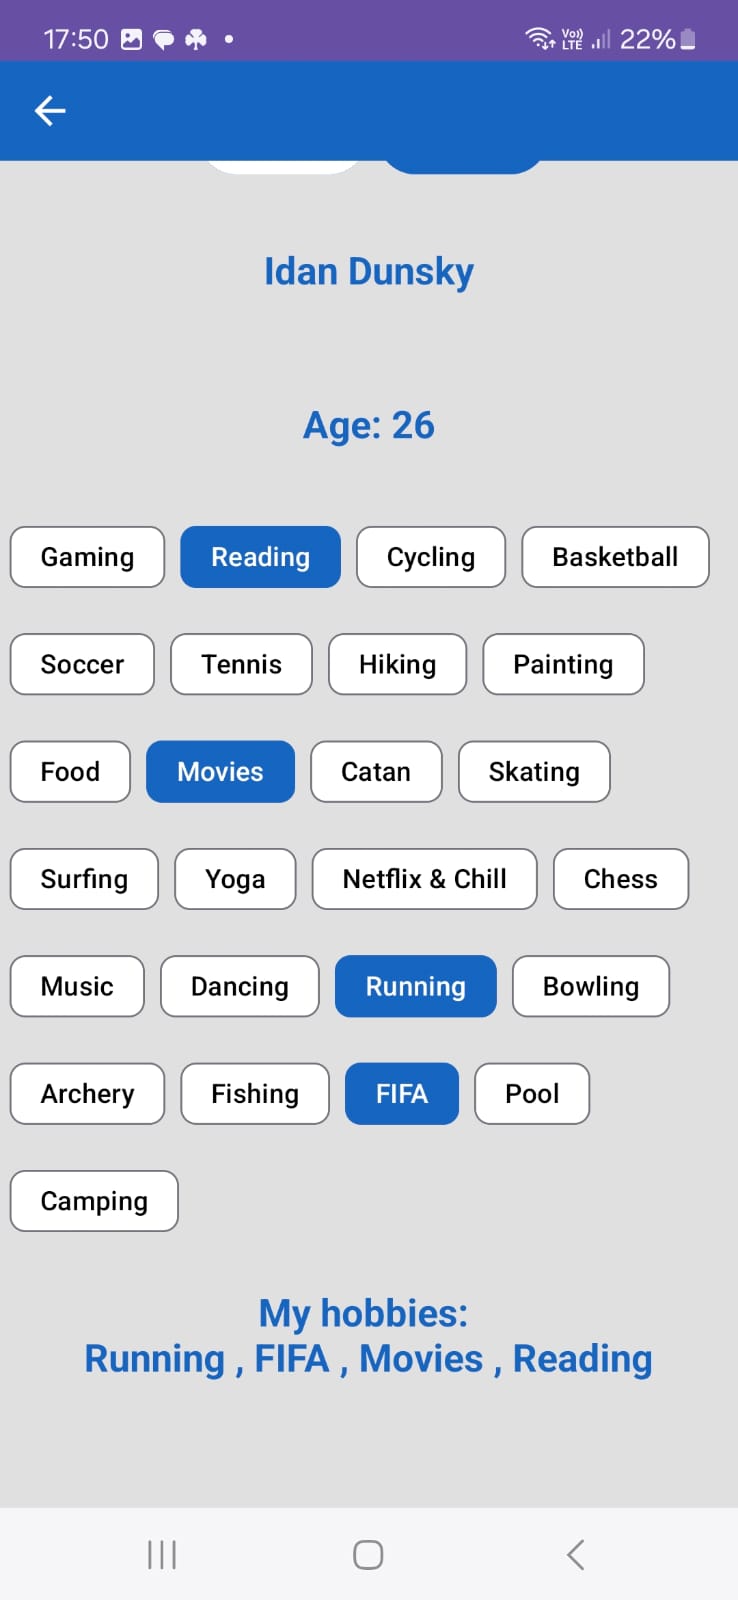 17:50 Vo)) LTE 22%
Idan Dunsky
Age: 26
Gaming Reading Cycling Basketball
Soccer Tennis Hiking Painting
Food Movies Catan Skating
Surfing Yoga Netflix & Chill Chess
Music Dancing Running Bowling
Archery Fishing FIFA Pool
Camping
My hobbies:
Running , FIFA , Movies , Reading